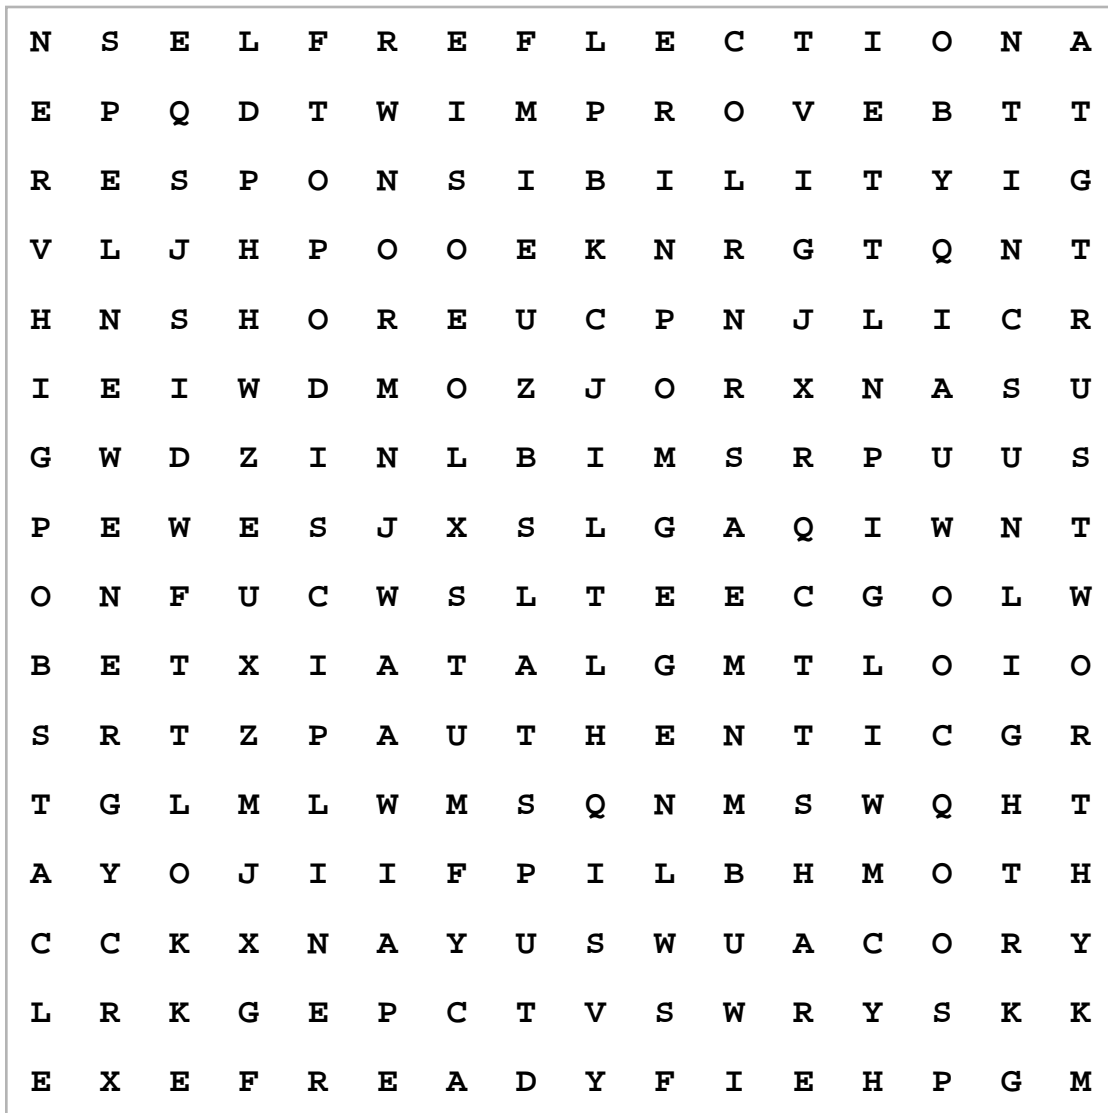 N S E L F R E F L E C T I O N A
E P Q D T W I M P R O V E B T T
R E S P O N S I B I L I T Y I G
V L J H P O O E K N R G T Q N T
H N S H O R E U C P N J L I C R
I E I W D M O Z J O R X N A S U
G W D Z I N L B I M S R P U U S
P E W E S J X S L G A Q I W N T
O N F U C W S L T E E C G O L W
B E T X I A T A L G M T L O I O
S R T Z P A U T H E N T I C G R
T G L M L W M S Q N M S W Q H T
A Y O J I I F P I L B H M O T H
C C K X N A Y U S W U A C O R Y
L R K G E P C T V S W R Y S K K
E X E F R E A D Y F I E H P G M